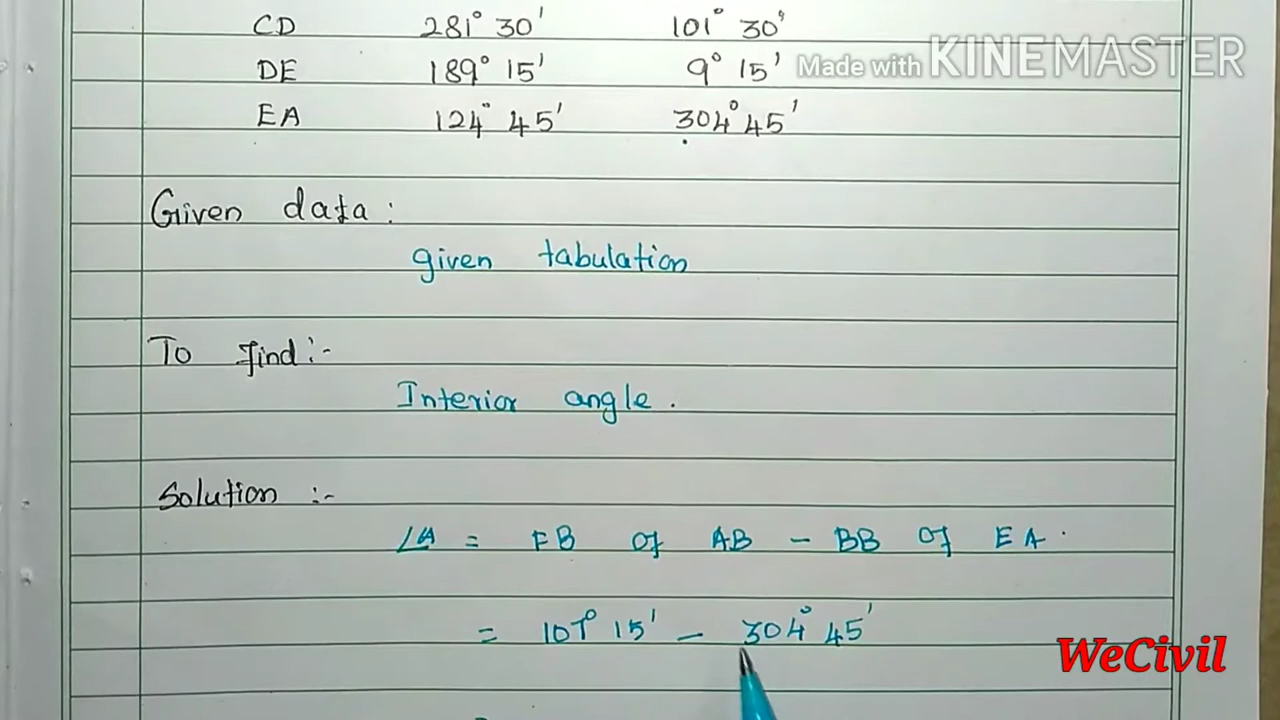 CD 281° 30' 101° 30'
DE 189° 15' 9° 15'
Made with KINEMASTER
EA 124° 45' 304° 45'
Given data:
given tabulation
To find:-
Interior angle.
Solution :-
∠A = FB of AB - BB of EA.
= 107° 15' - 304° 45'
WeCivil